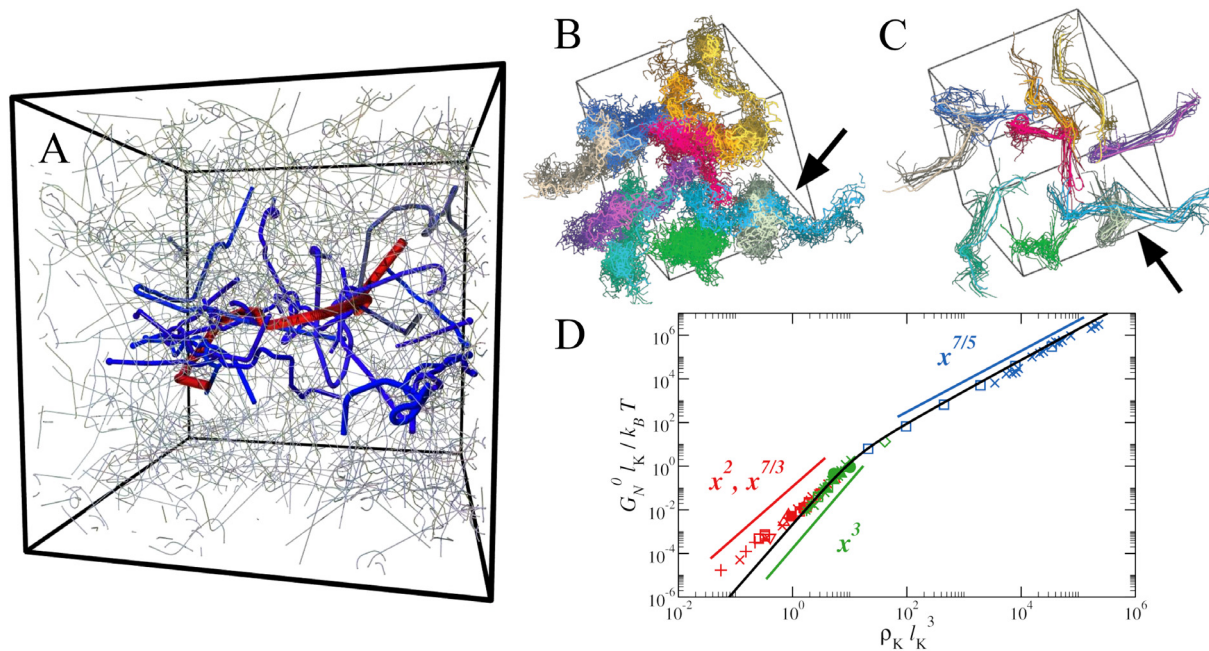 A
B
C
D
G_N^0 l_K / k_B T
10^6
10^4
10^2
10^0
10^-2
10^-4
10^-6
x^7/5
x^2, x^7/3
x^3
10^-2 10^0 10^2 10^4 10^6
ρ_K l_K^3